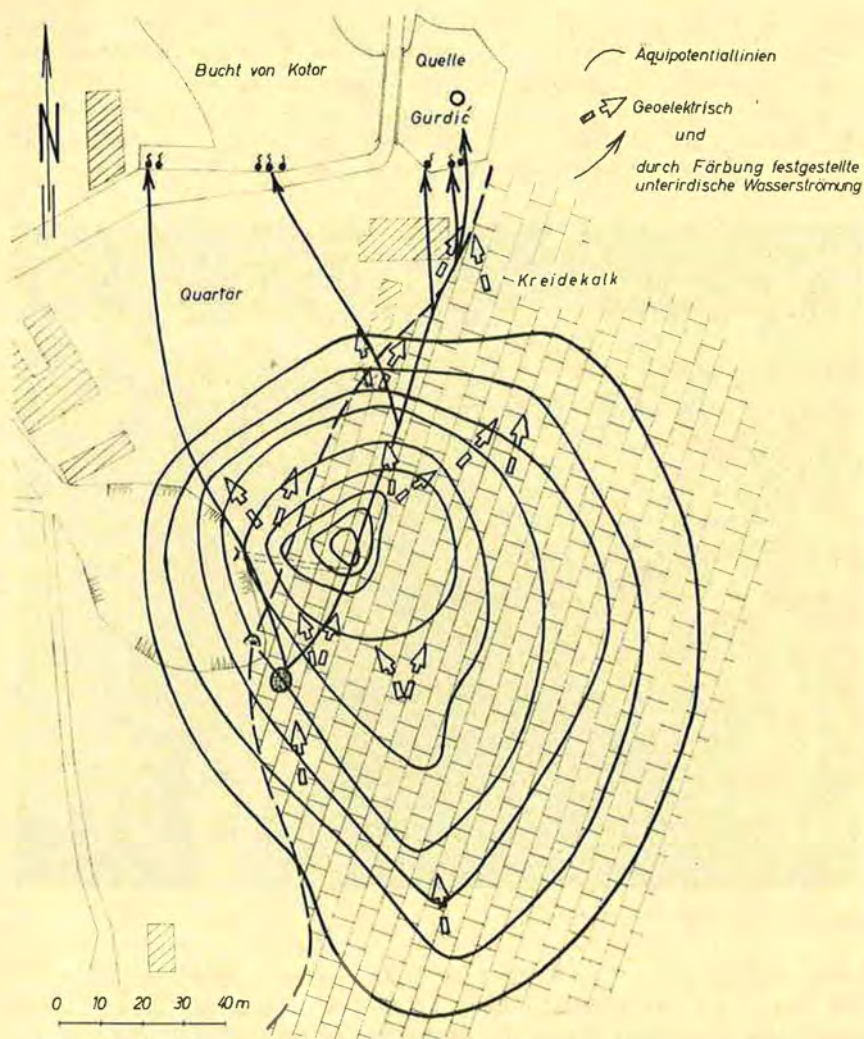 Bucht von Kotor
Quelle
Gurdić
Äquipotentiallinien
Geoelektrisch
und
durch Färbung festgestellte
unterirdische Wasserströmung
N
Kreidekalk
Quartär
0 10 20 30 40 m